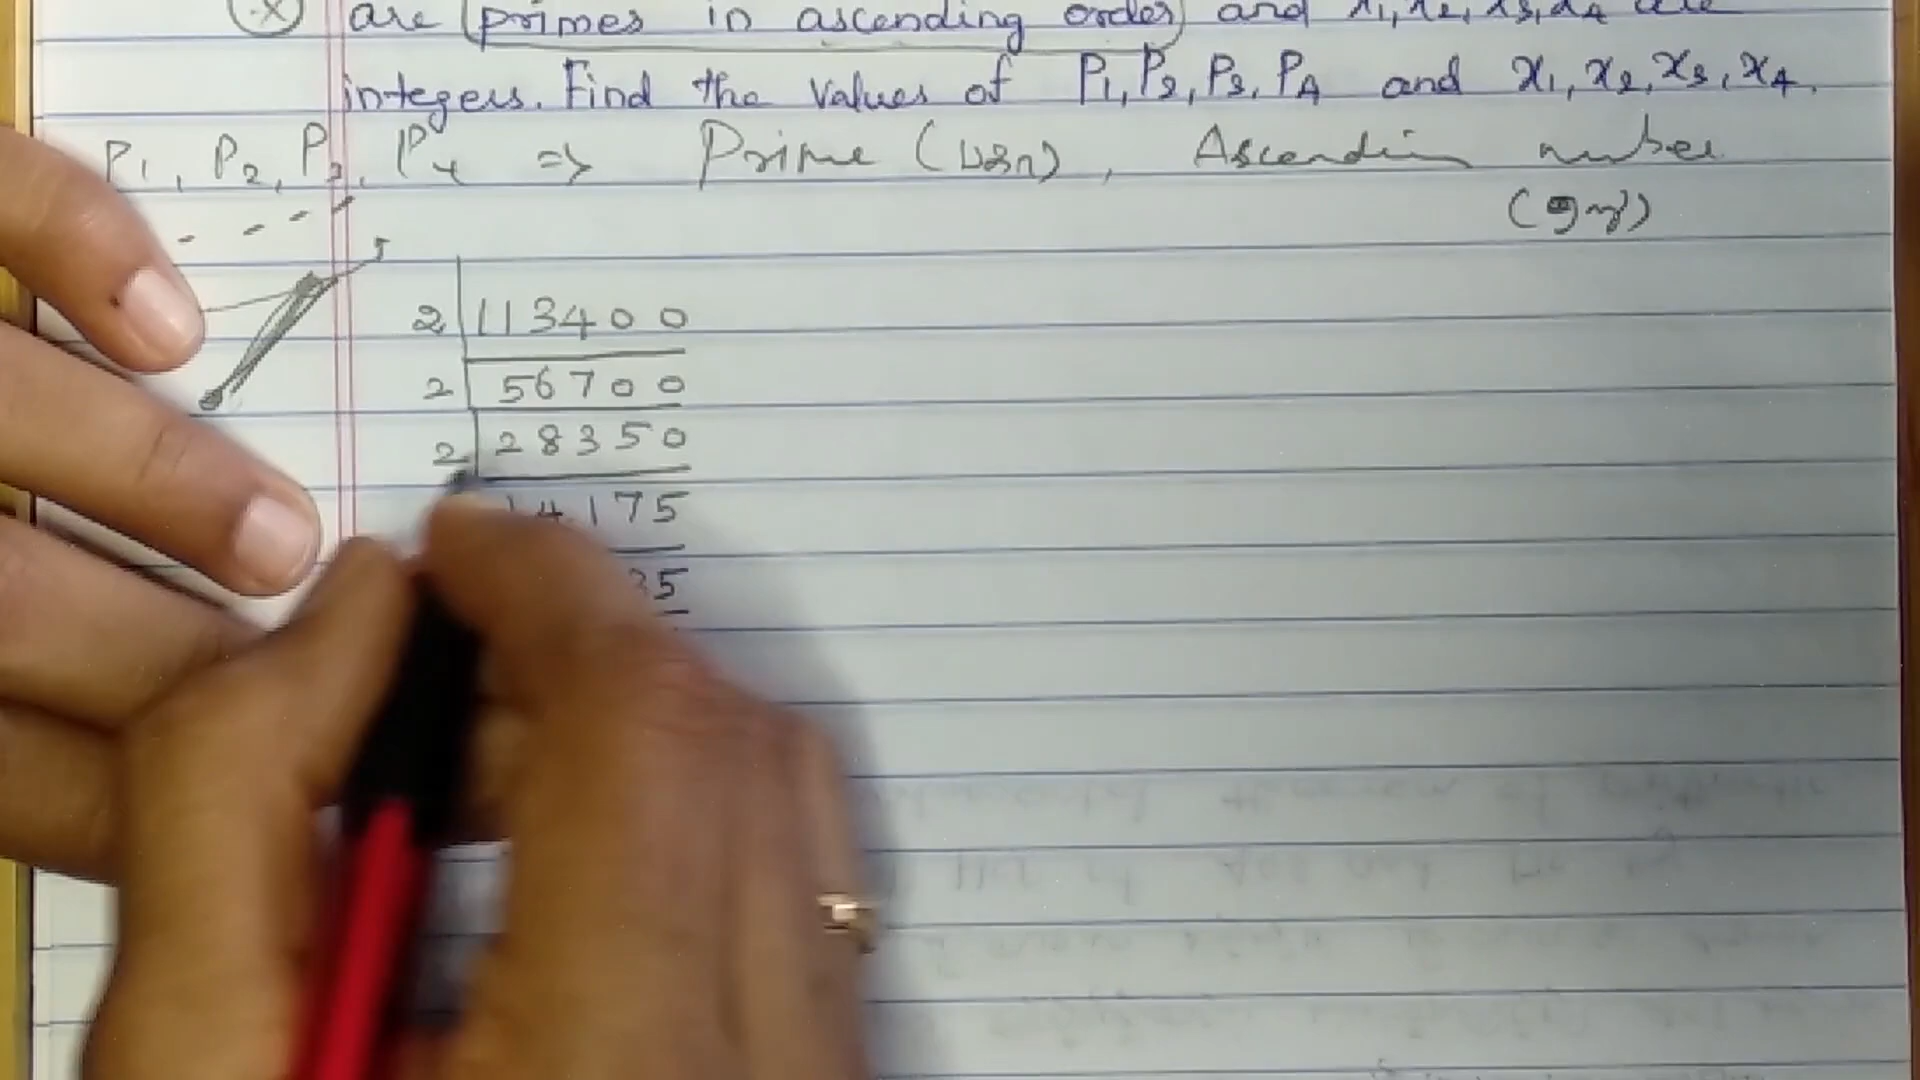 are primes in ascending order and x1, x2, x3, x4 are
integers. Find the values of P1, P2, P3, P4 and x1, x2, x3, x4.
P1, P2, P3, P4 => Prime ( ), Ascending number
2 113400
2 56700
2 28350
14175
35